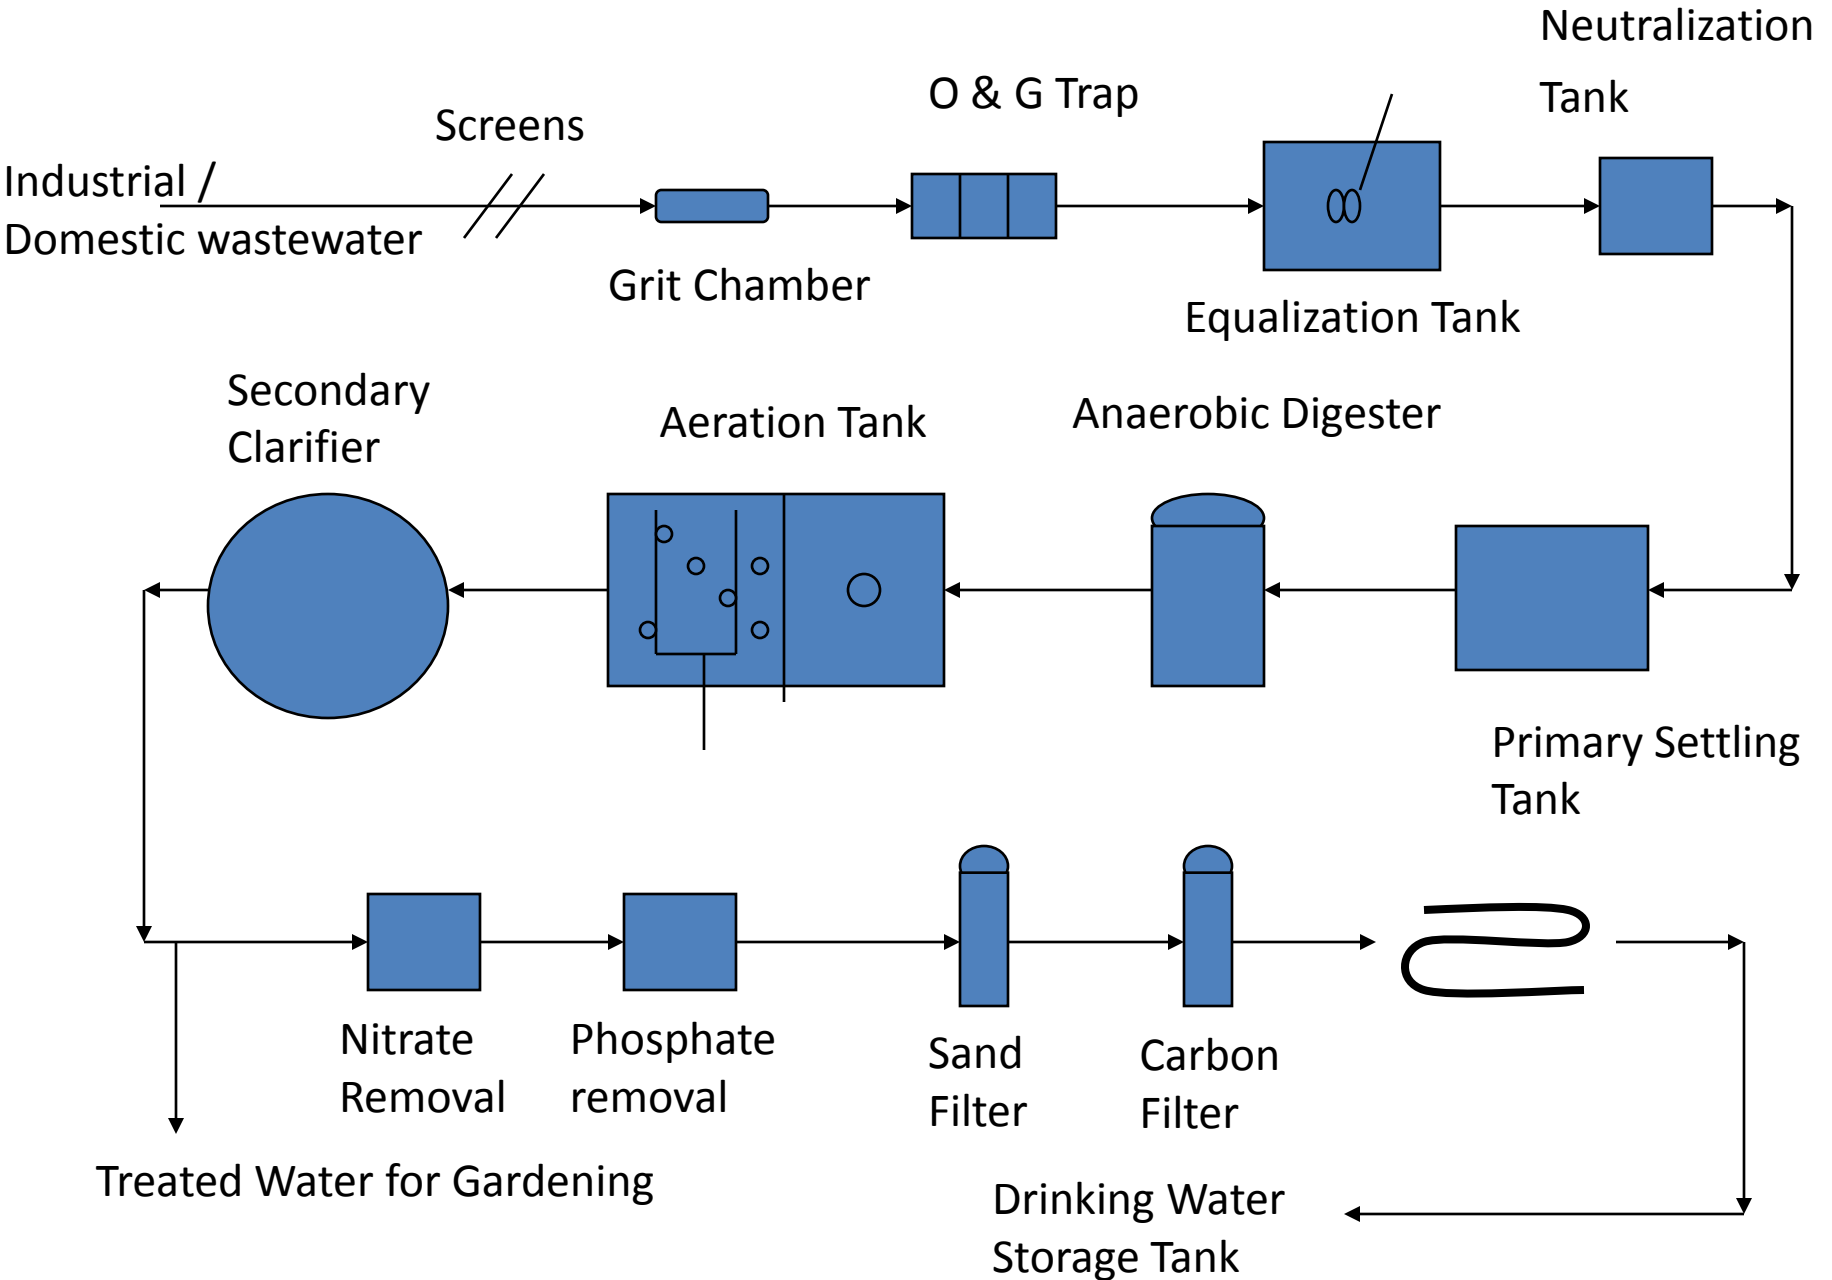 Neutralization
Tank
O & G Trap
Screens
Industrial /
Domestic wastewater
Grit Chamber
Equalization Tank
Secondary
Clarifier
Aeration Tank
Anaerobic Digester
Primary Settling
Tank
Nitrate
Removal
Phosphate
removal
Sand
Filter
Carbon
Filter
Treated Water for Gardening
Drinking Water
Storage Tank